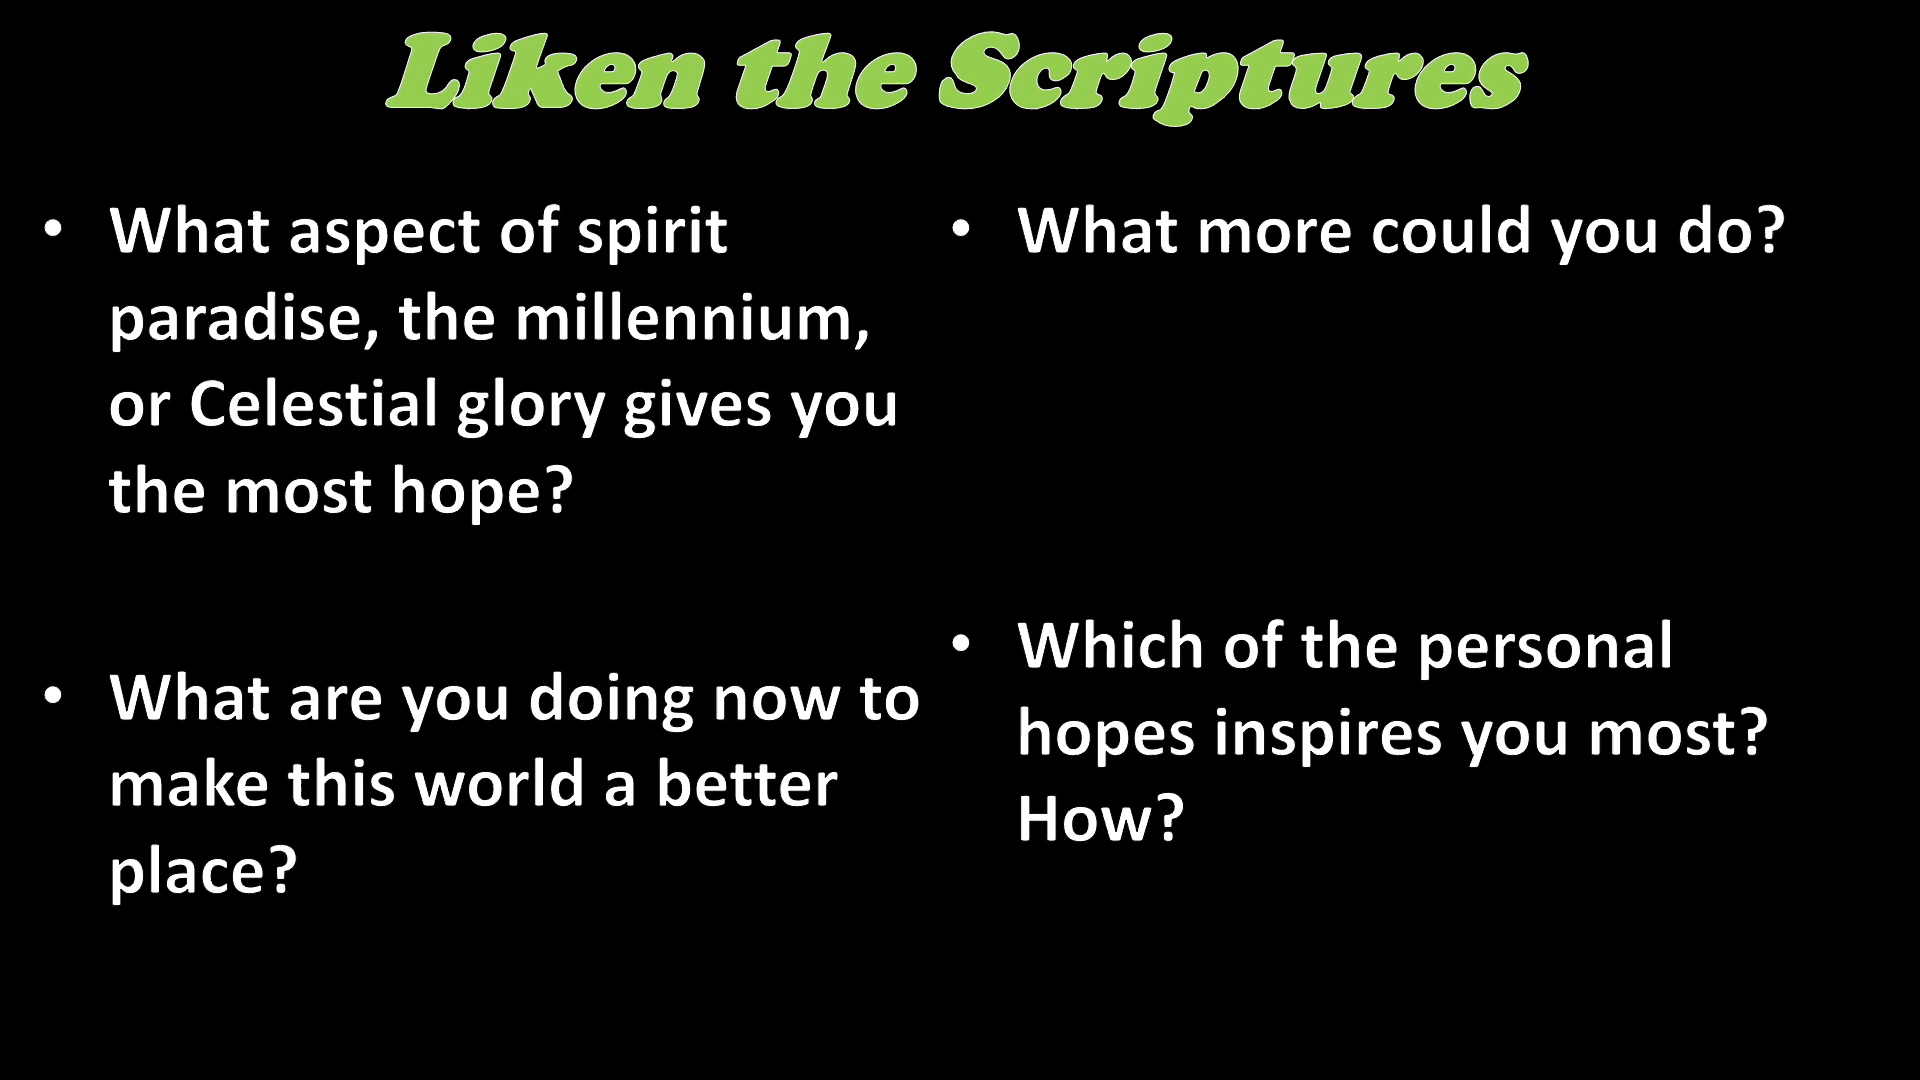 Liken the Scriptures
• What aspect of spirit
paradise, the millennium,
or Celestial glory gives you
the most hope?
• What are you doing now to
make this world a better
place?
• What more could you do?
• Which of the personal
hopes inspires you most?
How?